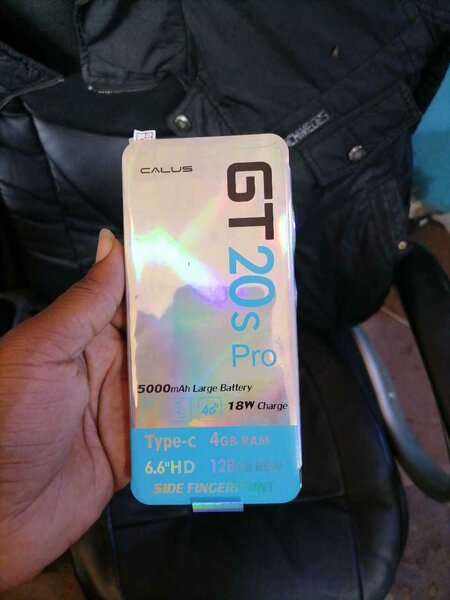 CALUS
GT 20s Pro
5000mAh Large Battery
4G 18W Charge
Type-c 4GB RAM
6.6"HD 128GB ROM
SIDE FINGERPRINT